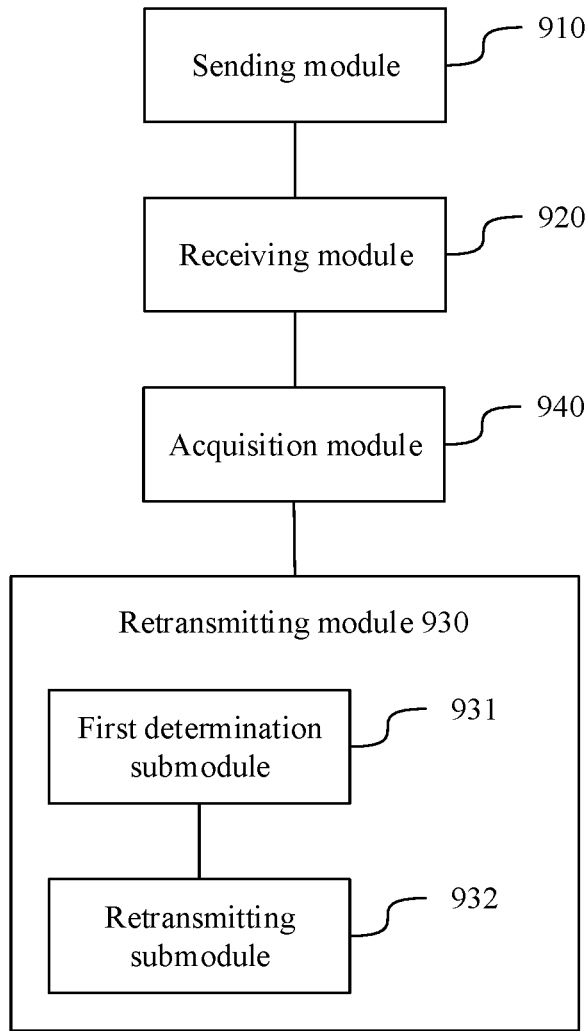 910
Sending module
920
Receiving module
940
Acquisition module
Retransmitting module 930
931
First determination
submodule
932
Retransmitting
submodule